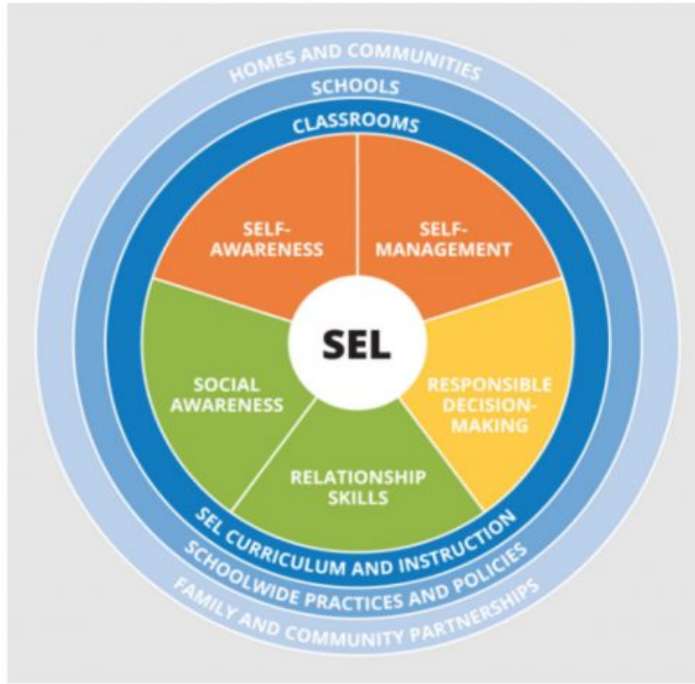 HOMES AND COMMUNITIES
SCHOOLS
CLASSROOMS
SELF-
AWARENESS
SELF-
MANAGEMENT
SEL
SOCIAL
AWARENESS
RESPONSIBLE
DECISION-
MAKING
RELATIONSHIP
SKILLS
SEL CURRICULUM AND INSTRUCTION
SCHOOLWIDE PRACTICES AND POLICIES
FAMILY AND COMMUNITY PARTNERSHIPS